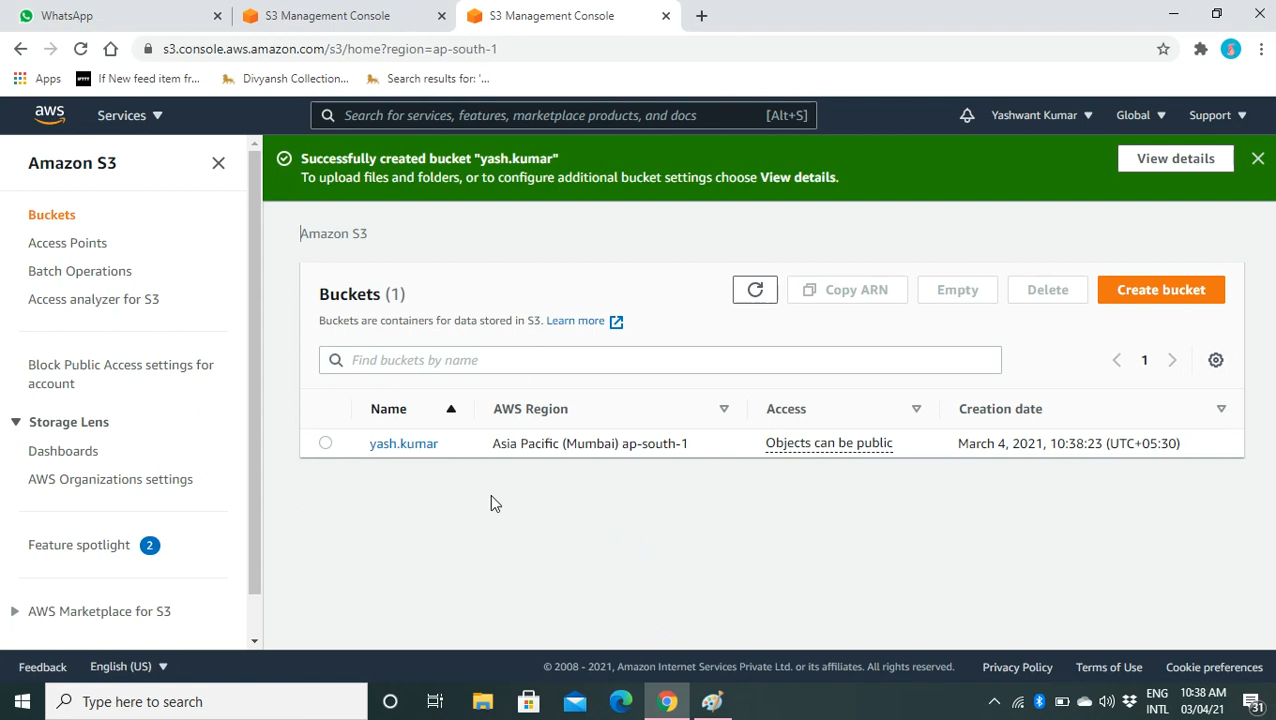 WhatsApp
S3 Management Console
S3 Management Console
s3.console.aws.amazon.com/s3/home?region=ap-south-1
Apps
If New feed item fr...
Divyansh Collection...
Search results for: '...
aws
Services
Search for services, features, marketplace products, and docs
[Alt+S]
Yashwant Kumar
Global
Support
Amazon S3
Buckets
Access Points
Batch Operations
Access analyzer for S3
Block Public Access settings for
account
Storage Lens
Dashboards
AWS Organizations settings
Feature spotlight 2
AWS Marketplace for S3
Successfully created bucket "yash.kumar"
To upload files and folders, or to configure additional bucket settings choose View details.
View details
Amazon S3
Buckets (1)
Copy ARN
Empty
Delete
Create bucket
Buckets are containers for data stored in S3. Learn more
Find buckets by name
1
Name AWS Region Access Creation date
yash.kumar Asia Pacific (Mumbai) ap-south-1 Objects can be public March 4, 2021, 10:38:23 (UTC+05:30)
Feedback
English (US)
© 2008 - 2021, Amazon Internet Services Private Ltd. or its affiliates. All rights reserved.
Privacy Policy
Terms of Use
Cookie preferences
Type here to search
ENG
INTL
10:38 AM
03/04/21
31